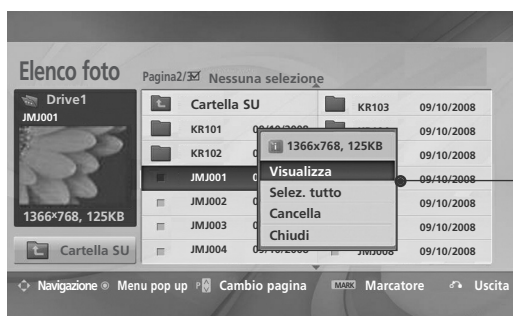 Elenco foto
Pagina2/3 Nessuna selezione
Drive1
JMJ001
1366×768, 125KB
Cartella SU
Cartella SU KR103 09/10/2008
KR101 09/10/2008
KR102 09/10/2008
JMJ001 09/10/2008
JMJ002 09/10/2008
JMJ003 09/10/2008
JMJ004 JMJ008 09/10/2008
1366x768, 125KB
Visualizza
Selez. tutto
Cancella
Chiudi
Navigazione Menu pop up P Cambio pagina MARK Marcatore Uscita